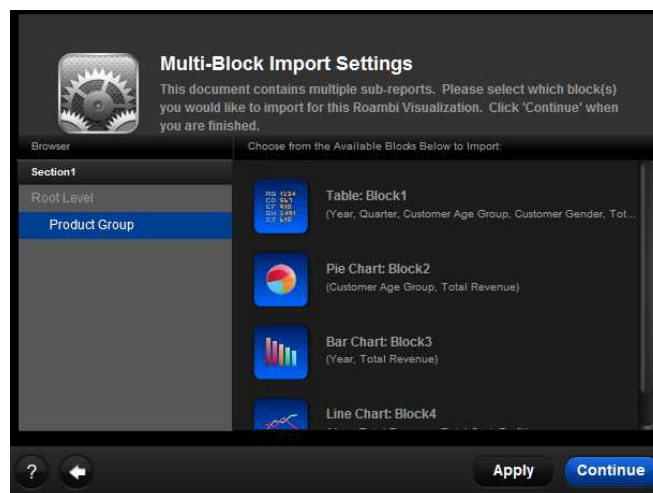 Multi-Block Import Settings
This document contains multiple sub-reports. Please select which block(s)
you would like to import for this Roambi Visualization. Click 'Continue' when
you are finished.
Browser
Choose from the Available Blocks Below to Import:
Section1
Root Level
Product Group
Table: Block1
(Year, Quarter, Customer Age Group, Customer Gender, Tot...
Pie Chart: Block2
(Customer Age Group, Total Revenue)
Bar Chart: Block3
(Year, Total Revenue)
Line Chart: Block4
?
Apply
Continue